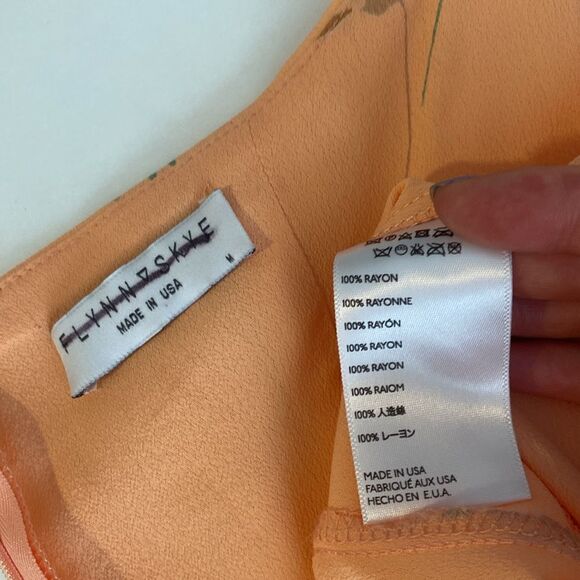 FLYNN SKYE
MADE IN USA
M
100% RAYON
100% RAYONNE
100% RAYÓN
100% RAYON
100% RAYON
100% RAIOM
100% 人造絲
100% レーヨン
MADE IN USA
FABRIQUÉ AUX USA
HECHO EN E.U.A.